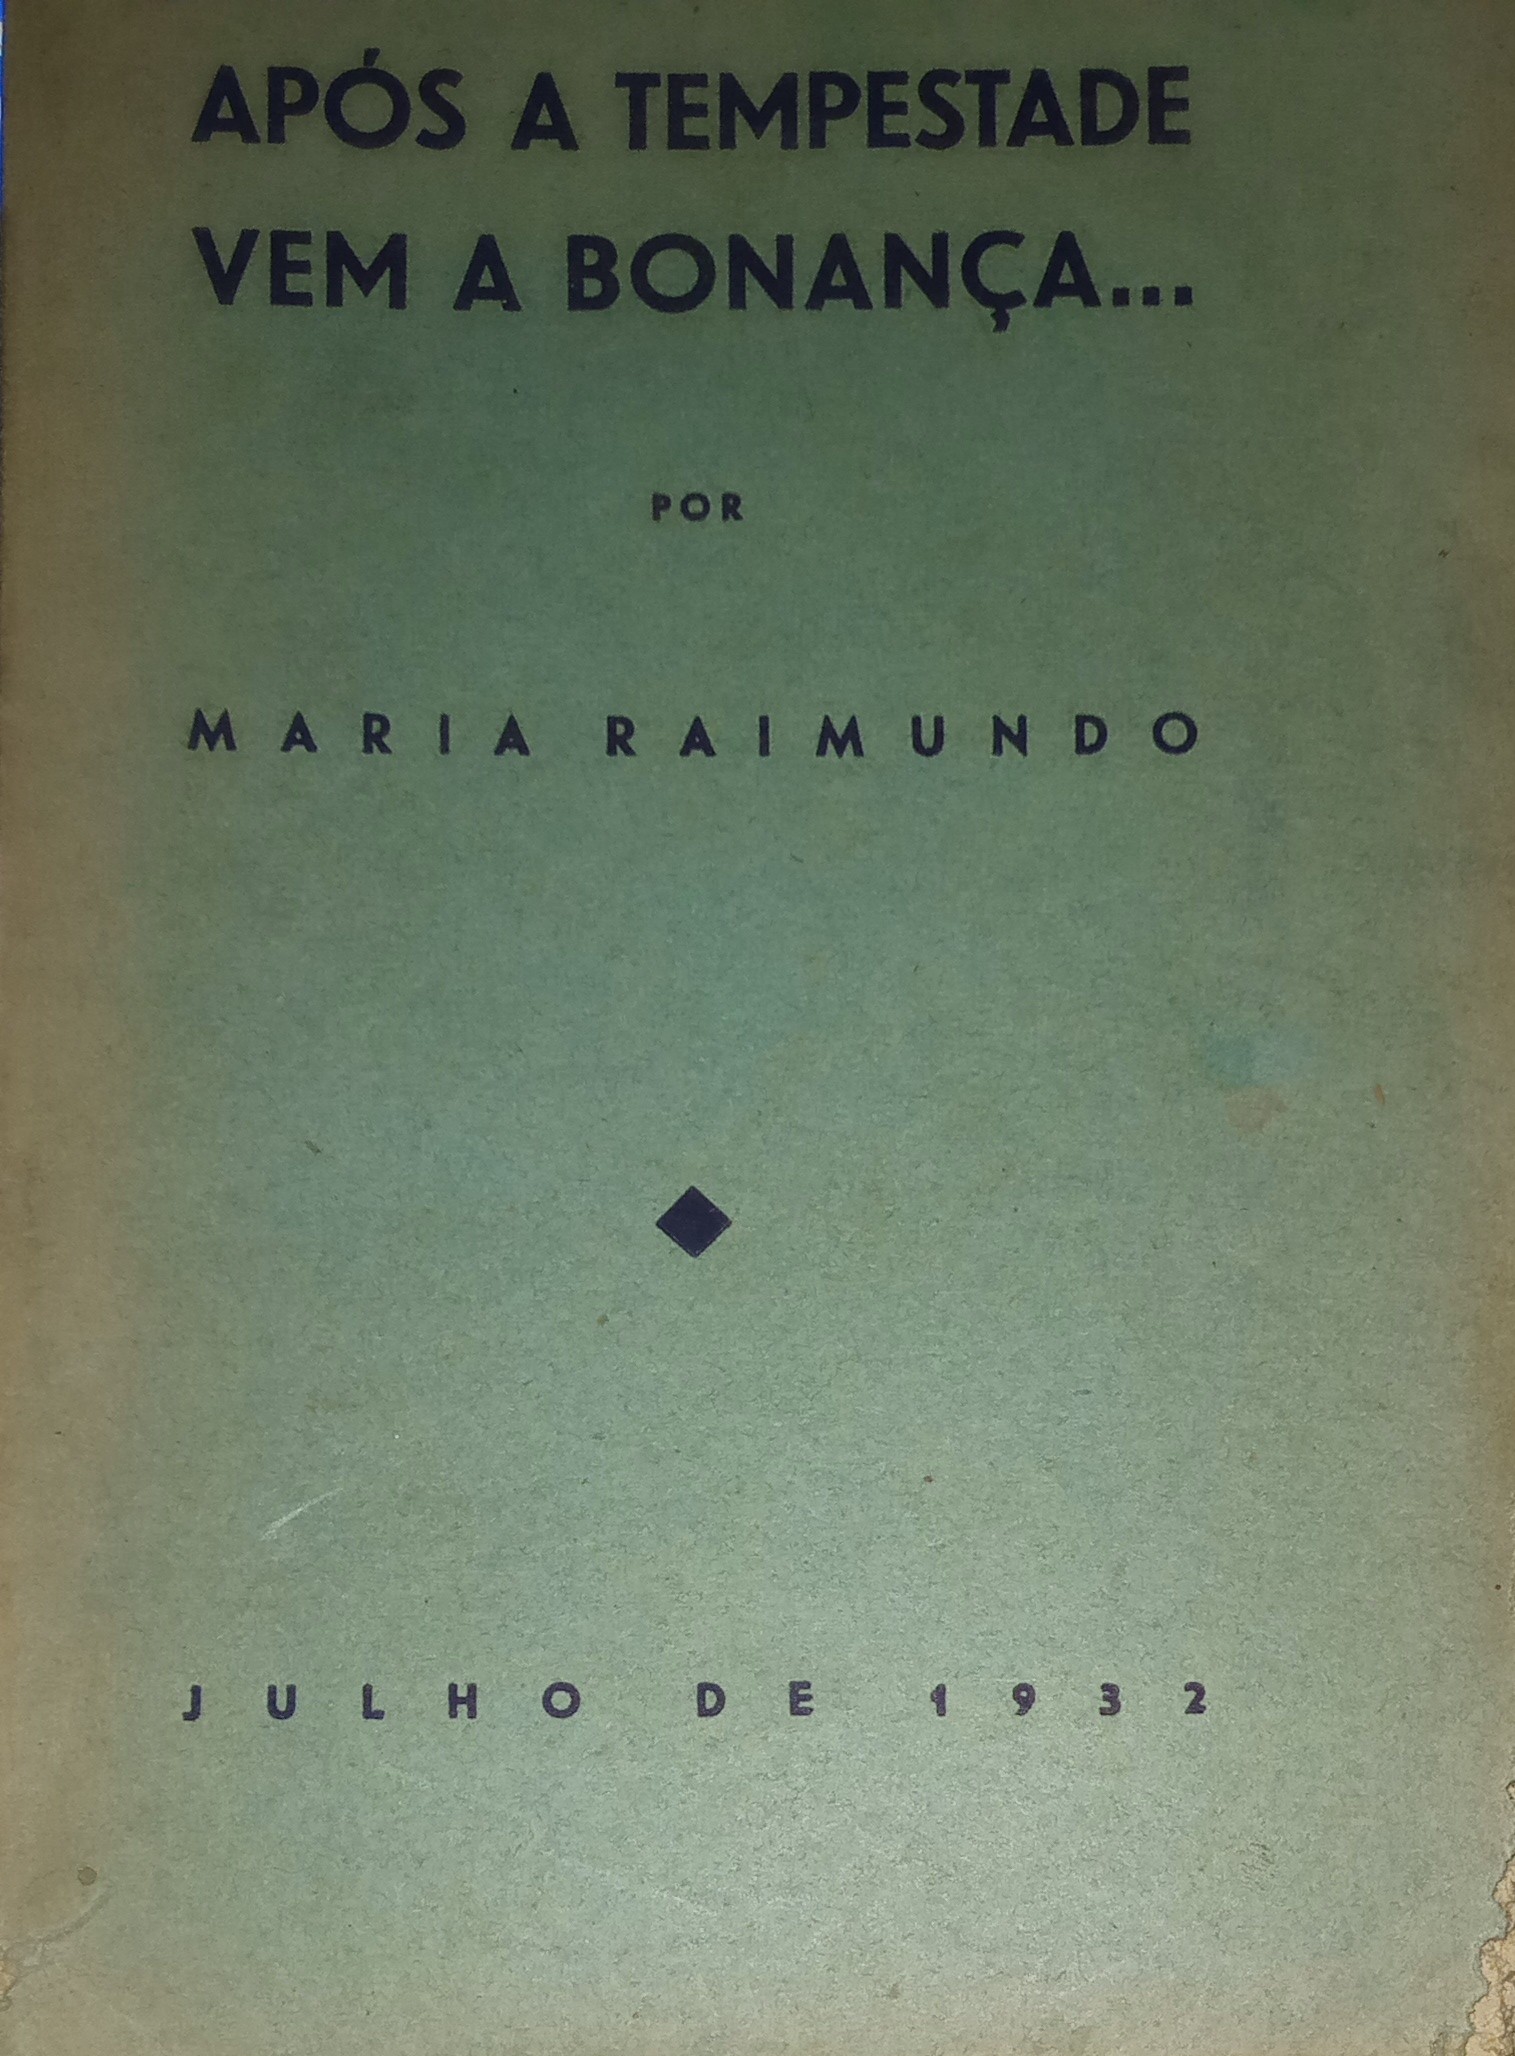 APÓS A TEMPESTADE
VEM A BONANÇA...
POR
MARIA RAIMUNDO
JULHO DE 1932